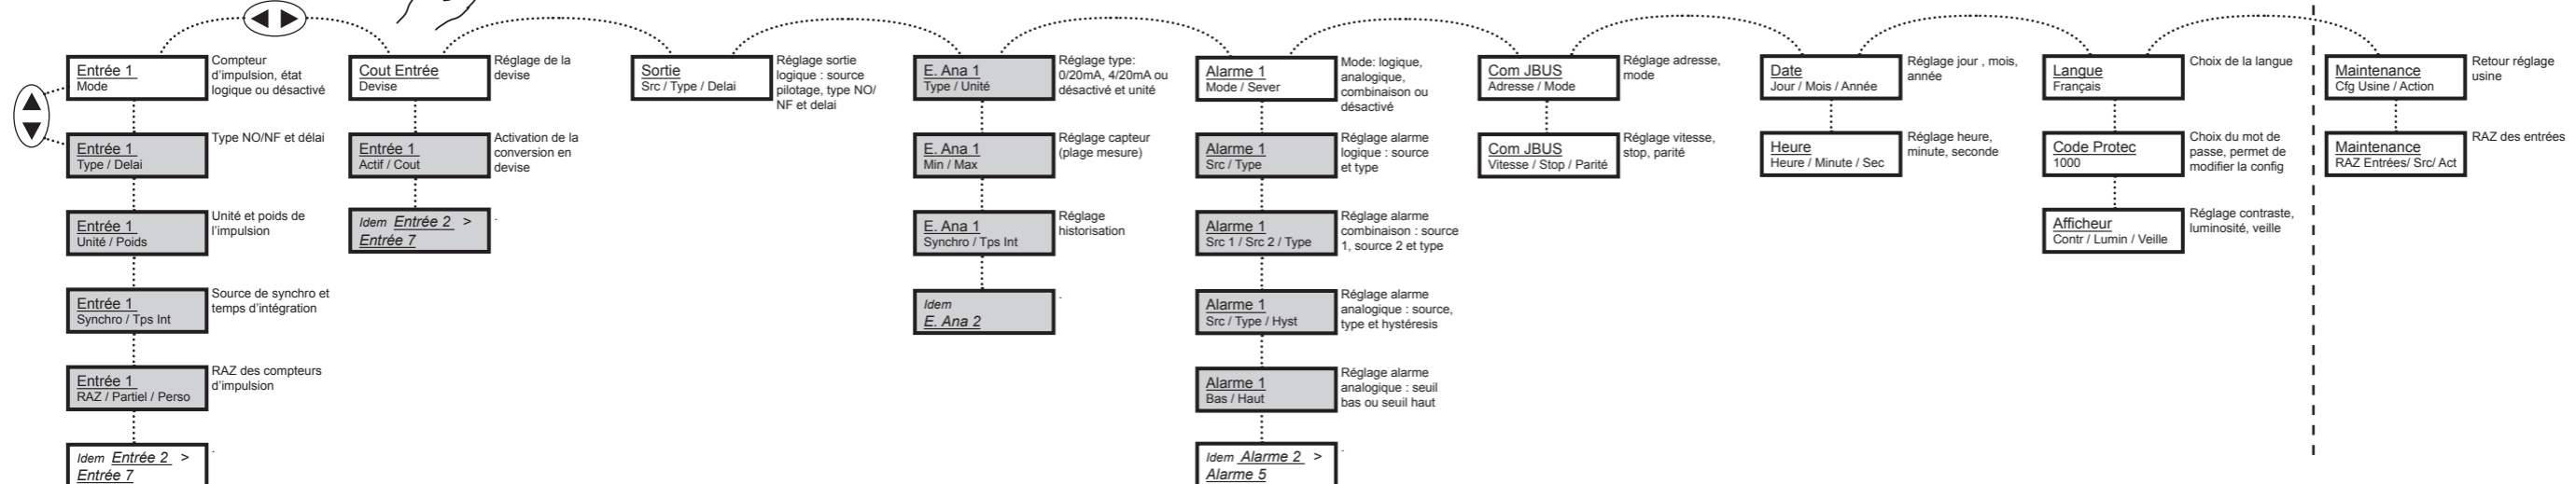 Entrée 1
Mode
Compteur
d'impulsion, état
logique ou désactivé
Entrée 1
Type / Delai
Type NO/NF et délai
Entrée 1
Unité / Poids
Unité et poids de
l'impulsion
Entrée 1
Synchro / Tps Int
Source de synchro et
temps d'intégration
Entrée 1
RAZ / Partiel / Perso
RAZ des compteurs
d'impulsion
Idem Entrée 2 >
Entrée 7
Cout Entrée
Devise
Réglage de la
devise
Entrée 1
Actif / Cout
Activation de la
conversion en
devise
Idem Entrée 2 >
Entrée 7
Sortie
Src / Type / Delai
Réglage sortie
logique : source
pilotage, type NO/
NF et delai
E. Ana 1
Type / Unité
Réglage type:
0/20mA, 4/20mA ou
désactivé et unité
E. Ana 1
Min / Max
Réglage capteur
(plage mesure)
E. Ana 1
Synchro / Tps Int
Réglage
historisation
Idem
E. Ana 2
Alarme 1
Mode / Sever
Mode: logique,
analogique,
combinaison ou
désactivé
Alarme 1
Src / Type
Réglage alarme
logique : source
et type
Alarme 1
Src 1 / Src 2 / Type
Réglage alarme
combinaison : source
1, source 2 et type
Alarme 1
Src / Type / Hyst
Réglage alarme
analogique : source,
type et hystéresis
Alarme 1
Bas / Haut
Réglage alarme
analogique : seuil
bas ou seuil haut
Idem Alarme 2 >
Alarme 5
Com JBUS
Adresse / Mode
Réglage adresse,
mode
Com JBUS
Vitesse / Stop / Parité
Réglage vitesse,
stop, parité
Date
Jour / Mois / Année
Réglage jour , mois,
année
Heure
Heure / Minute / Sec
Réglage heure,
minute, seconde
Langue
Français
Choix de la langue
Code Protec
1000
Choix du mot de
passe, permet de
modifier la config
Afficheur
Contr / Lumin / Veille
Réglage contraste,
luminosité, veille
Maintenance
Cfg Usine / Action
Retour réglage
usine
Maintenance
RAZ Entrées/ Src/ Act
RAZ des entrées